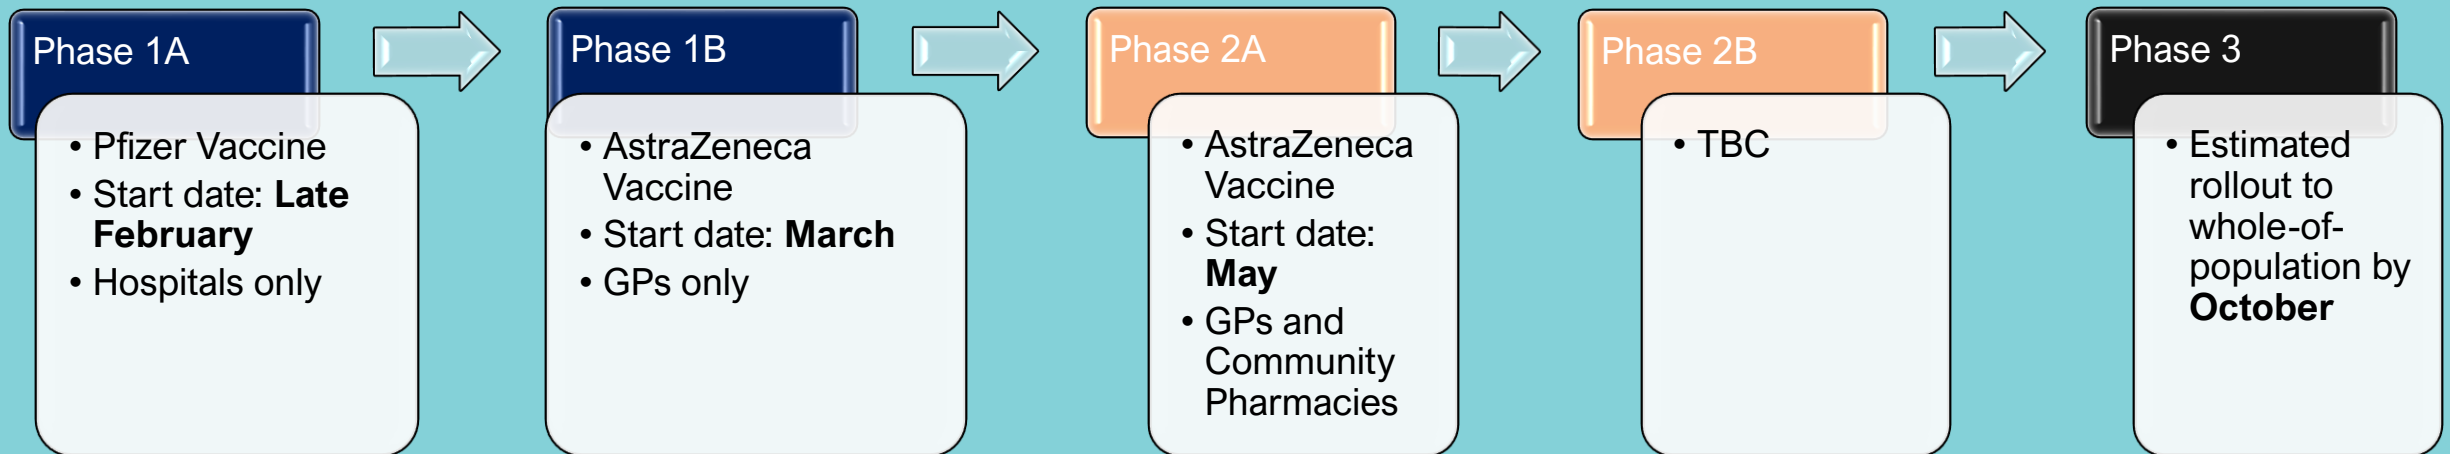 Phase 1A
• Pfizer Vaccine
• Start date: Late
February
• Hospitals only
Phase 1B
• AstraZeneca
Vaccine
• Start date: March
• GPs only
Phase 2A
• AstraZeneca
Vaccine
• Start date:
May
• GPs and
Community
Pharmacies
Phase 2B
• TBC
Phase 3
• Estimated
rollout to
whole-of-
population by
October